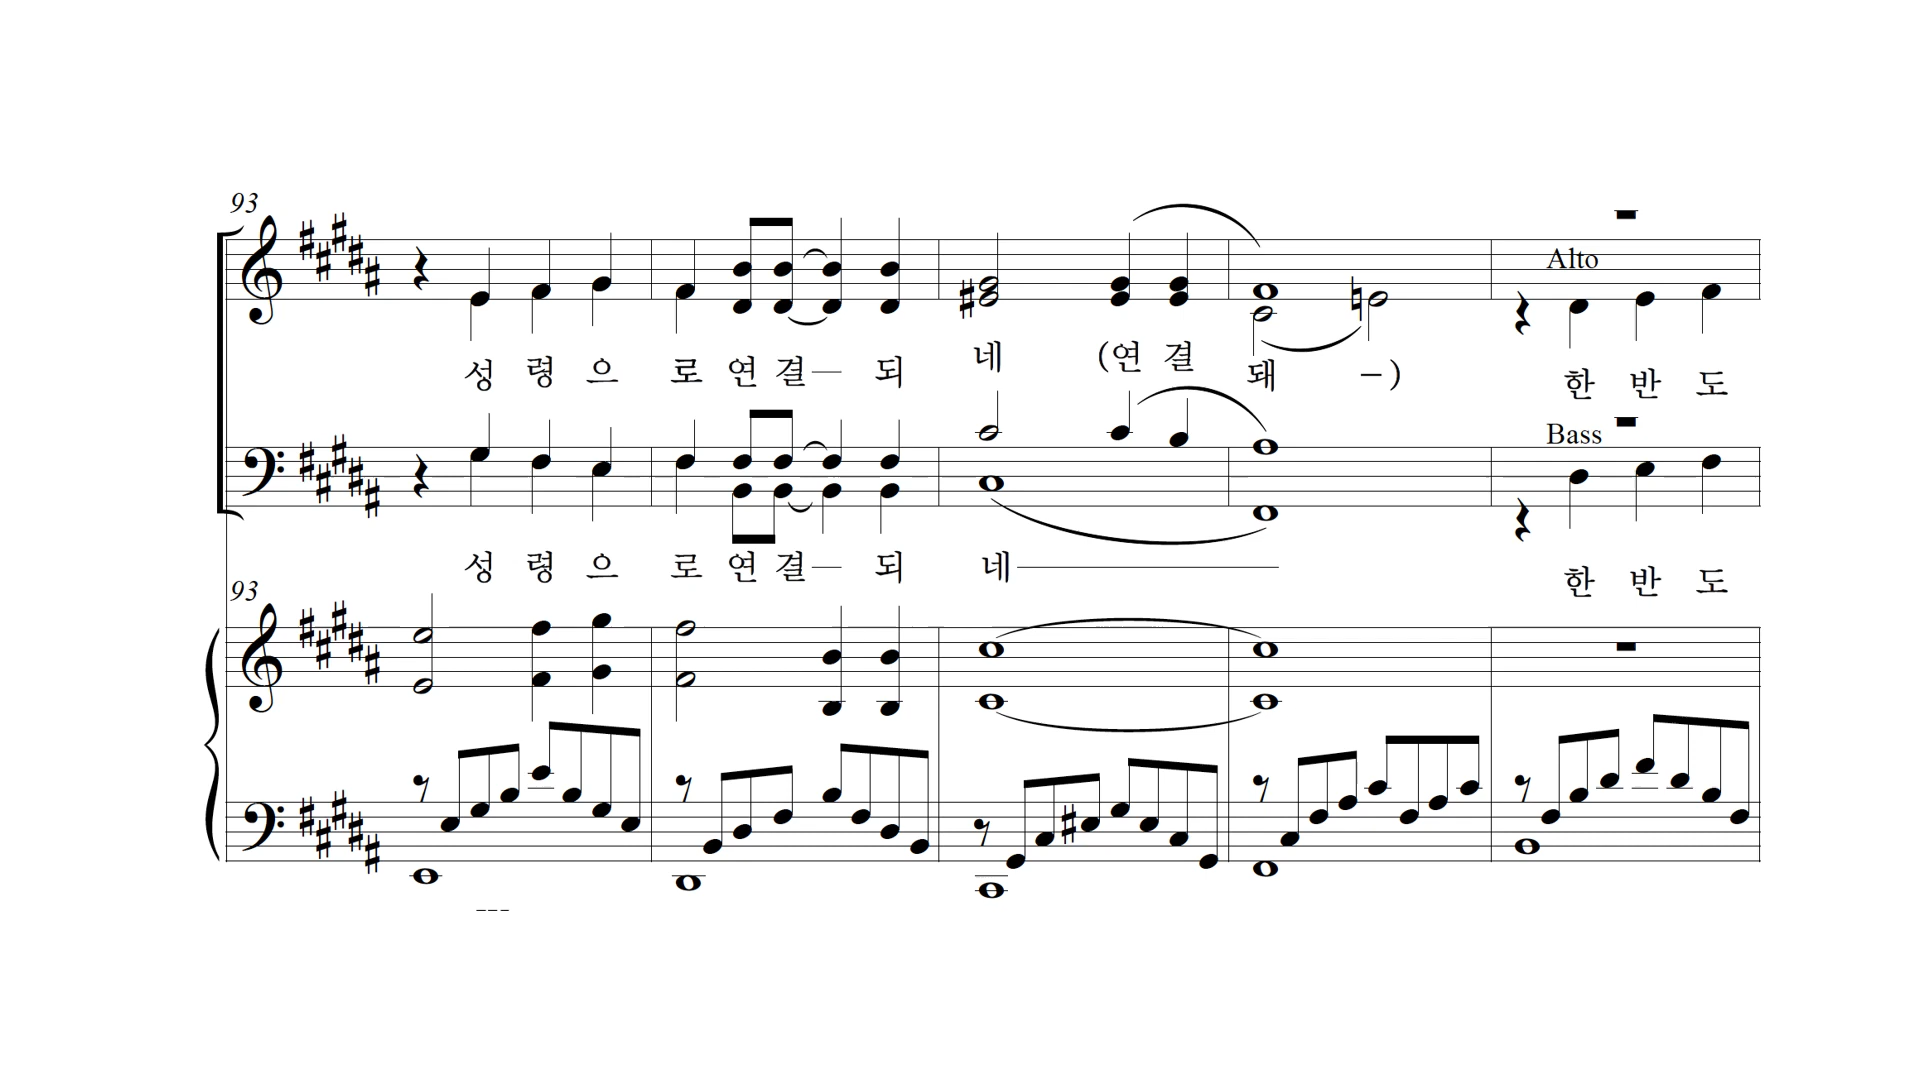 93
Alto
성 령 으 로 연 결 되 네 (연 결 돼 -) 한 반 도
Bass
성 령 으 로 연 결 되 네 한 반 도
93